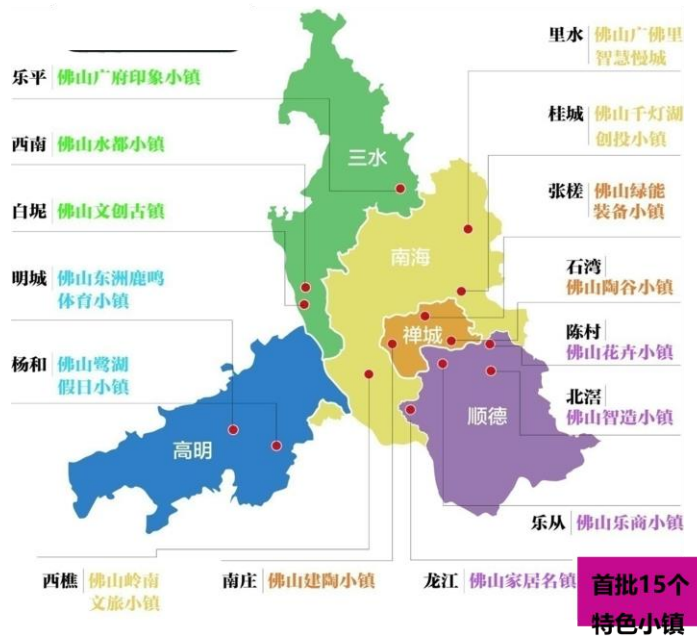 乐平 佛山广府印象小镇
西南 佛山水都小镇
白坭 佛山文创古镇
明城 佛山东洲鹿鸣
体育小镇
杨和 佛山鹭湖
假日小镇
里水 佛山广佛里
智慧慢城
桂城 佛山千灯湖
创投小镇
张槎 佛山绿能
装备小镇
石湾
佛山陶谷小镇
陈村
佛山花卉小镇
北滘
佛山智造小镇
乐从 佛山乐商小镇
三水
南海
禅城
顺德
高明
西樵 佛山岭南
文旅小镇
南庄 佛山建陶小镇
龙江 佛山家居名镇
首批15个
特色小镇